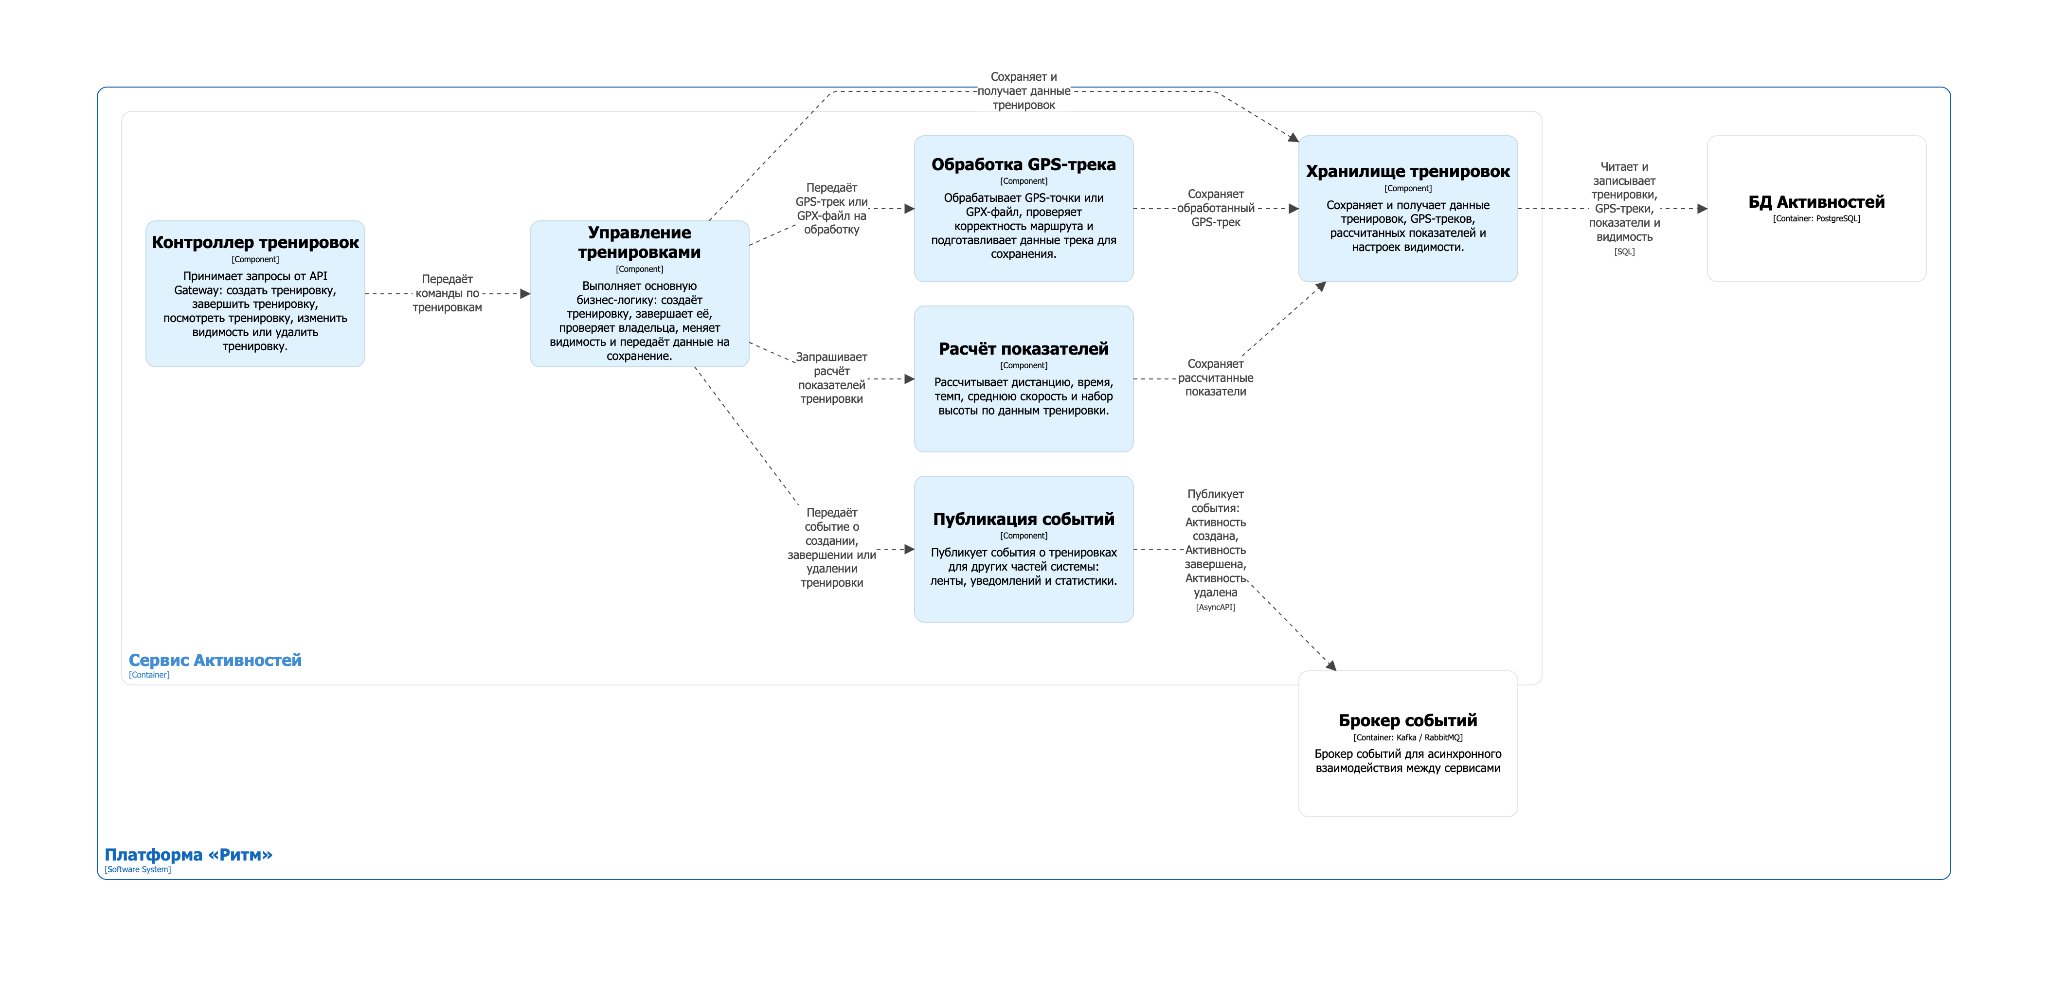 Сохраняет и
получает данные
тренировок
Контроллер тренировок
[Component]
Принимает запросы от API
Gateway: создать тренировку,
завершить тренировку,
посмотреть тренировку, изменить
видимость или удалить
тренировку.
Передаёт
команды по
тренировкам
Управление
тренировками
[Component]
Выполняет основную
бизнес-логику: создаёт
тренировку, завершает её,
проверяет владельца, меняет
видимость и передаёт данные на
сохранение.
Передаёт
GPS-трек или
GPX-файл на
обработку
Обработка GPS-трека
[Component]
Обрабатывает GPS-точки или
GPX-файл, проверяет
корректность маршрута и
подготавливает данные трека для
сохранения.
Сохраняет
обработанный
GPS-трек
Хранилище тренировок
[Component]
Сохраняет и получает данные
тренировок, GPS-треков,
рассчитанных показателей и
настроек видимости.
Читает и
записывает
тренировки,
GPS-треки,
показатели и
видимость
[SQL]
БД Активностей
[Container: PostgreSQL]
Запрашивает
расчёт
показателей
тренировки
Расчёт показателей
[Component]
Рассчитывает дистанцию, время,
темп, среднюю скорость и набор
высоты по данным тренировки.
Сохраняет
рассчитанные
показатели
Передаёт
событие о
создании,
завершении или
удалении
тренировки
Публикация событий
[Component]
Публикует события о тренировках
для других частей системы:
ленты, уведомлений и статистики.
Публикует
события:
Активность
создана,
Активность
завершена,
Активность
удалена
[AsyncAPI]
Сервис Активностей
[Container]
Брокер событий
[Container: Kafka / RabbitMQ]
Брокер событий для асинхронного
взаимодействия между сервисами
Платформа «Ритм»
[Software System]